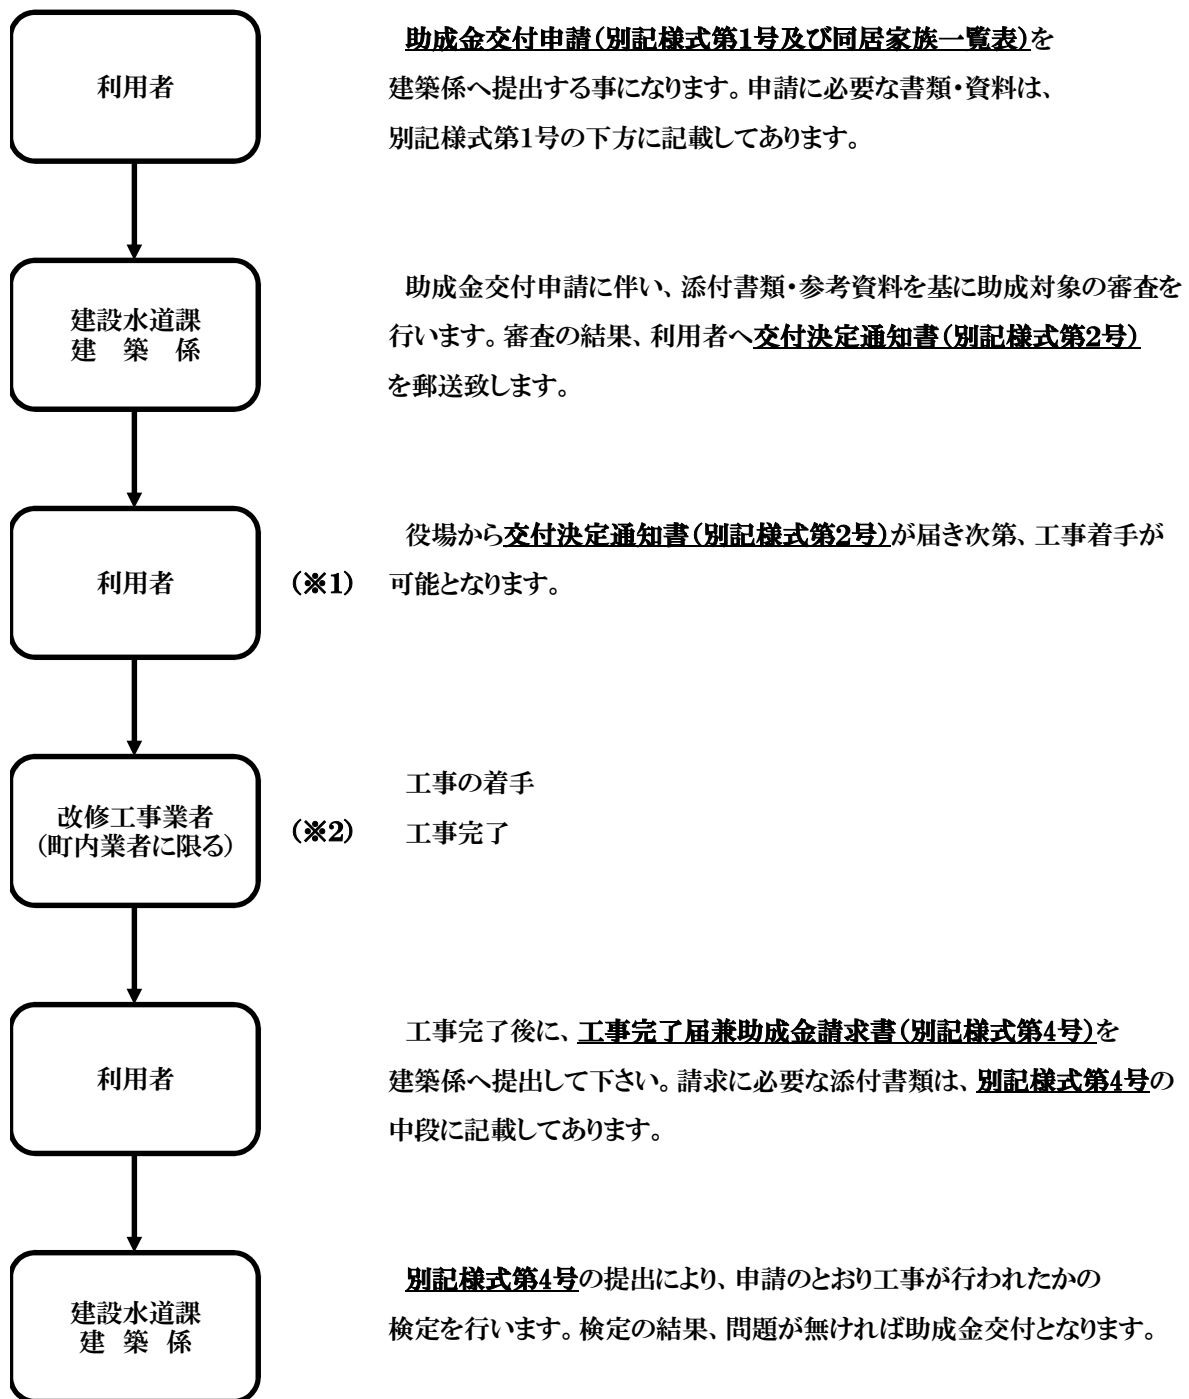 利用者
助成金交付申請(別記様式第1号及び同居家族一覧表)を
建築係へ提出する事になります。申請に必要な書類・資料は、
別記様式第1号の下方に記載してあります。
建設水道課
建 築 係
助成金交付申請に伴い、添付書類・参考資料を基に助成対象の審査を
行います。審査の結果、利用者へ交付決定通知書(別記様式第2号)
を郵送致します。
利用者
(※1)
役場から交付決定通知書(別記様式第2号)が届き次第、工事着手が
可能となります。
改修工事業者
(町内業者に限る)
(※2)
工事の着手
工事完了
利用者
工事完了後に、工事完了届兼助成金請求書(別記様式第4号)を
建築係へ提出して下さい。請求に必要な添付書類は、別記様式第4号の
中段に記載してあります。
建設水道課
建 築 係
別記様式第4号の提出により、申請のとおり工事が行われたかの
検定を行います。検定の結果、問題が無ければ助成金交付となります。